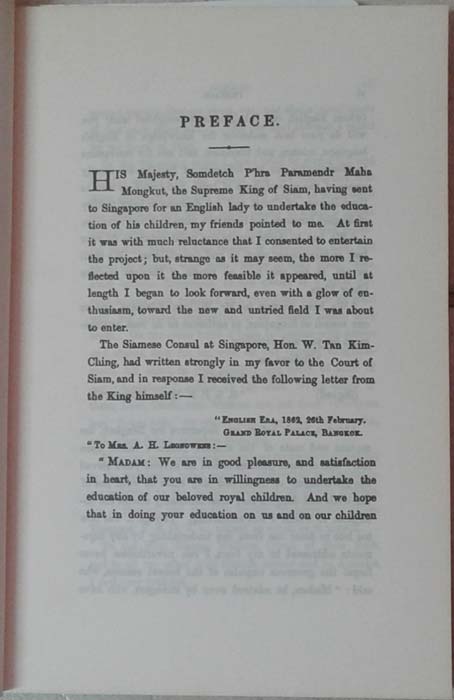 PREFACE.
HIS Majesty, Somdetch P'hra Paramendr Maha
Mongkut, the Supreme King of Siam, having sent
to Singapore for an English lady to undertake the educa-
tion of his children, my friends pointed to me. At first
it was with much reluctance that I consented to entertain
the project; but, strange as it may seem, the more I re-
flected upon it the more feasible it appeared, until at
length I began to look forward, even with a glow of en-
thusiasm, toward the new and untried field I was about
to enter.
The Siamese Consul at Singapore, Hon. W. Tan Kim-
Ching, had written strongly in my favor to the Court of
Siam, and in response I received the following letter from
the King himself:—
"ENGLISH ERA, 1862, 26th February.
GRAND ROYAL PALACE, BANGKOK.
"To MRS. A. H. LEONOWENS:—
"MADAM: We are in good pleasure, and satisfaction
in heart, that you are in willingness to undertake the
education of our beloved royal children. And we hope
that in doing your education on us and on our children